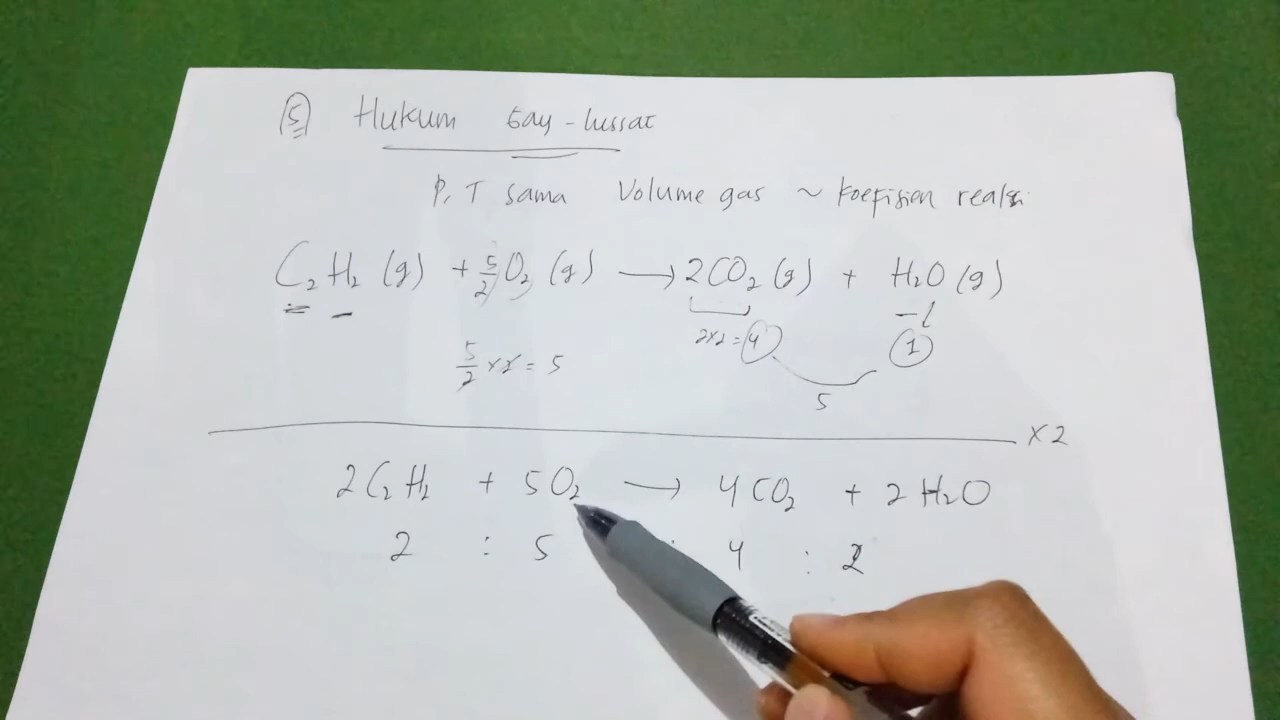 (5) Hukum Gay-lussac
P, T sama Volume gas ~ koefisien reaksi
C₂H₂ (g) + 5/2 O₂ (g) → 2CO₂ (g) + H₂O (g)
2x2 = 4 1
5/2 x 2 = 5
5
x 2
2C₂H₂ + 5O₂ → 4CO₂ + 2H₂O
2 : 5 : 4 : 2